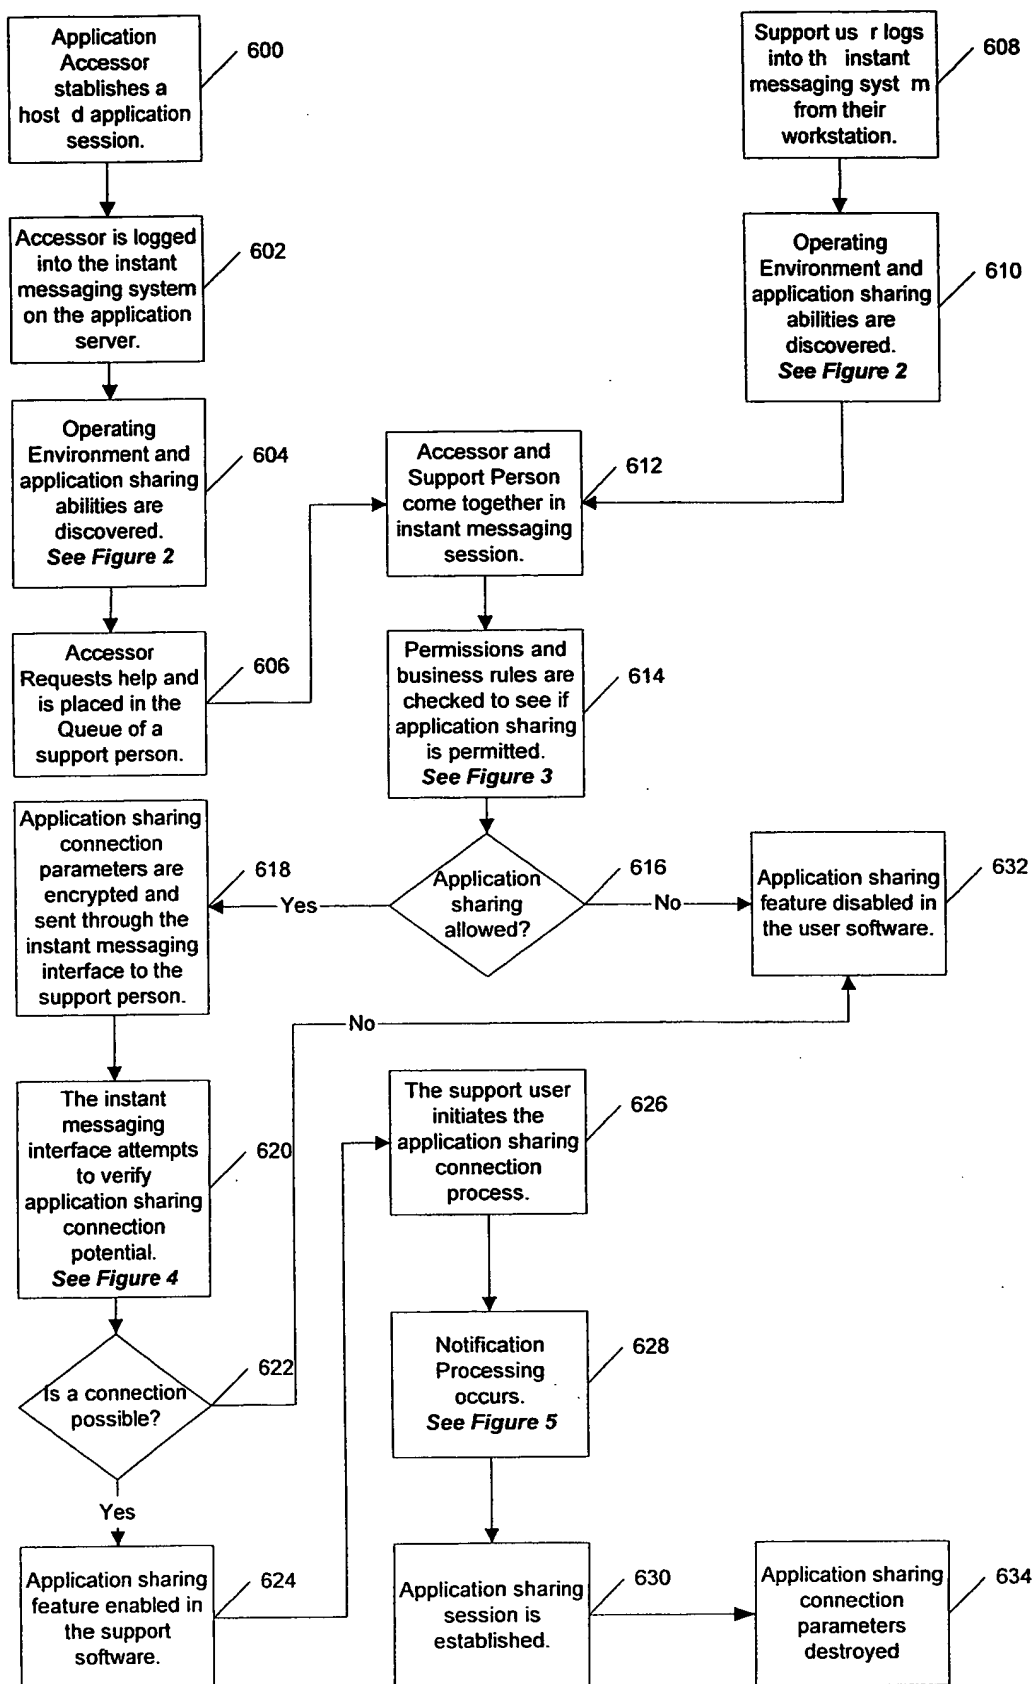 Application
Accessor
stablishes a
host d application
session.
600
Accessor is logged
into the instant
messaging system
on the application
server.
602
Operating
Environment and
application sharing
abilities are
discovered.
See Figure 2
604
Accessor
Requests help and
is placed in the
Queue of a
support person.
606
Support us r logs
into th instant
messaging syst m
from their
workstation.
608
Operating
Environment and
application sharing
abilities are
discovered.
See Figure 2
610
Accessor and
Support Person
come together in
instant messaging
session.
612
Permissions and
business rules are
checked to see if
application sharing
is permitted.
See Figure 3
614
Application
sharing
allowed?
616
Yes
No
Application sharing
connection
parameters are
encrypted and
sent through the
instant messaging
interface to the
support person.
618
Application sharing
feature disabled in
the user software.
632
No
The instant
messaging
interface attempts
to verify
application sharing
connection
potential.
See Figure 4
620
Is a connection
possible?
622
Yes
Application sharing
feature enabled in
the support
software.
624
The support user
initiates the
application sharing
connection
process.
626
Notification
Processing
occurs.
See Figure 5
628
Application sharing
session is
established.
630
Application sharing
connection
parameters
destroyed
634